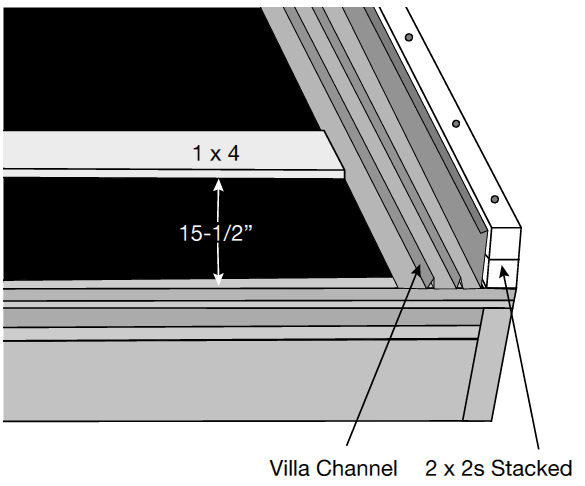 1 x 4
15-1/2”
Villa Channel
2 x 2s Stacked